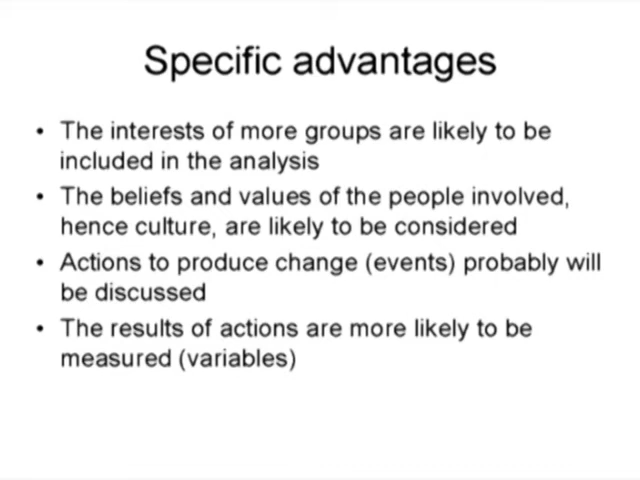 Specific advantages
• The interests of more groups are likely to be
included in the analysis
• The beliefs and values of the people involved,
hence culture, are likely to be considered
• Actions to produce change (events) probably will
be discussed
• The results of actions are more likely to be
measured (variables)